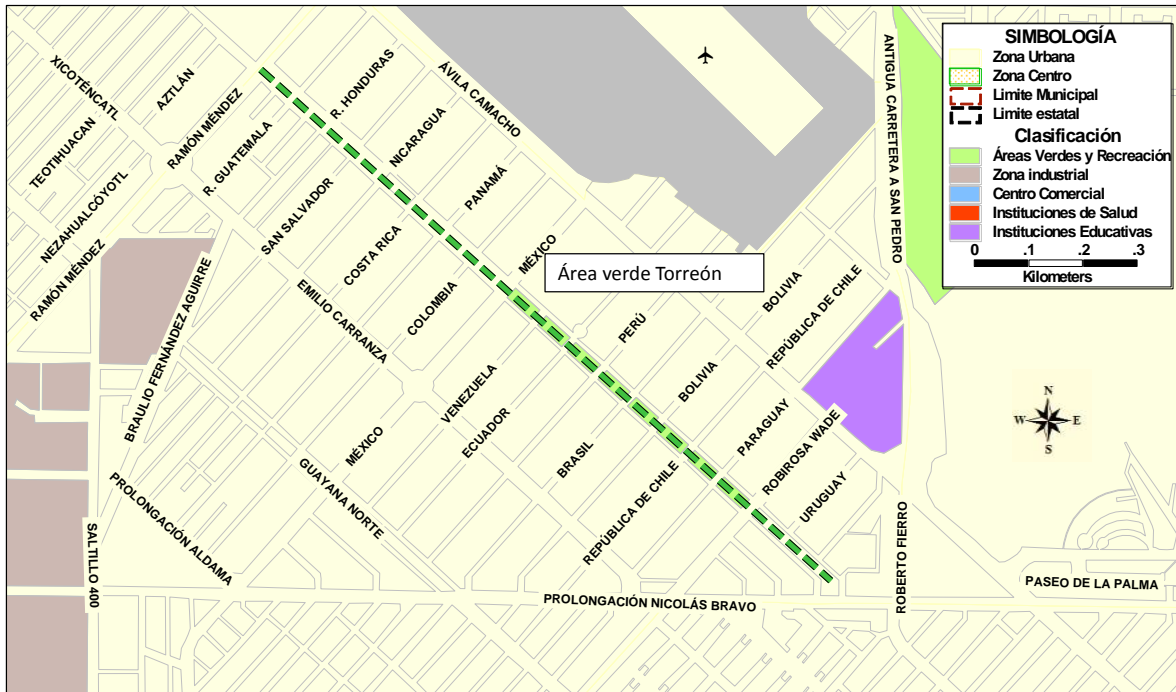 XICOTÉNCATL
AZTLÁN
TEOTIHUACAN
RAMÓN MÉNDEZ
NEZAHUALCÓYOTL
RAMÓN MÉNDEZ
R. GUATEMALA
R. HONDURAS
ÁVILA CAMACHO
NICARAGUA
PANAMÁ
SAN SALVADOR
COSTA RICA
MÉXICO
EMILIO CARRANZA
COLOMBIA
Área verde Torreón
BOLIVIA
REPÚBLICA DE CHILE
PERÚ
BOLIVIA
BRAULIO FERNÁNDEZ AGUIRRE
VENEZUELA
ECUADOR
MÉXICO
BRASIL
PARAGUAY
ROBIROSA WADE
URUGUAY
REPÚBLICA DE CHILE
GUAYANA NORTE
PROLONGACIÓN ALDAMA
SALTILLO 400
PROLONGACIÓN NICOLÁS BRAVO
ROBERTO FIERRO
PASEO DE LA PALMA
ANTIGUA CARRETERA A SAN PEDRO
SIMBOLOGÍA
Zona Urbana
Zona Centro
Limite Municipal
Limite estatal
Clasificación
Áreas Verdes y Recreación
Zona industrial
Centro Comercial
Instituciones de Salud
Instituciones Educativas
0 .1 .2 .3
Kilometers
N
W E
S